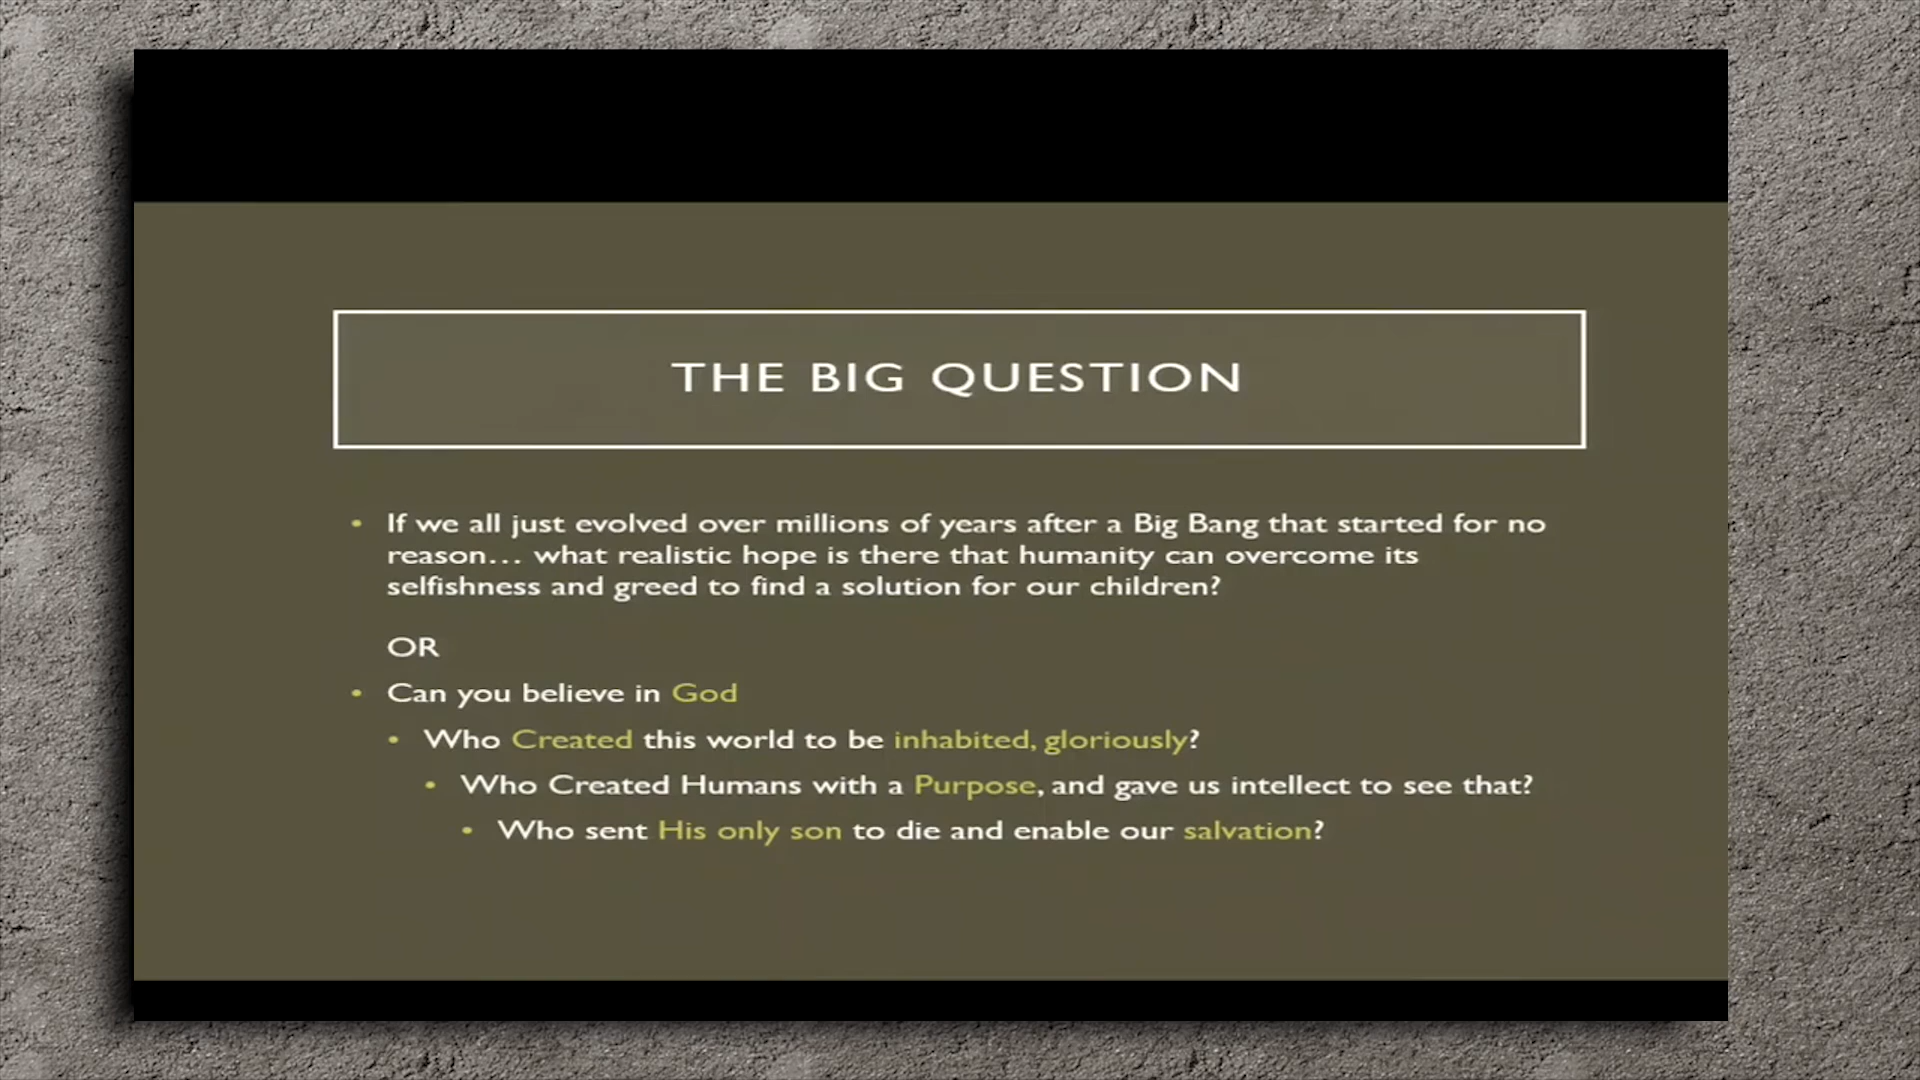 THE BIG QUESTION
• If we all just evolved over millions of years after a Big Bang that started for no
reason... what realistic hope is there that humanity can overcome its
selfishness and greed to find a solution for our children?
OR
• Can you believe in God
• Who Created this world to be inhabited, gloriously?
• Who Created Humans with a Purpose, and gave us intellect to see that?
• Who sent His only son to die and enable our salvation?